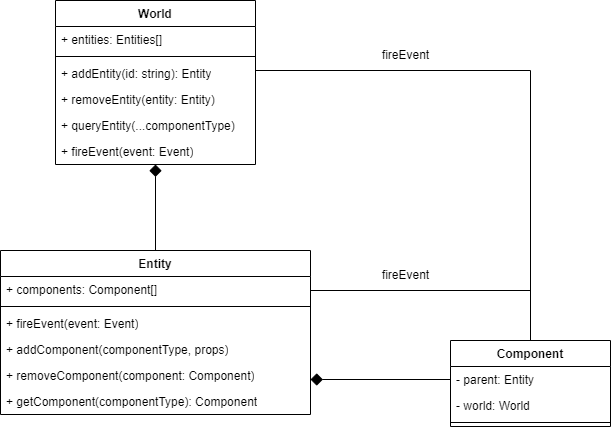 World
+ entities: Entities[]
+ addEntity(id: string): Entity
+ removeEntity(entity: Entity)
+ queryEntity(...componentType)
+ fireEvent(event: Event)
fireEvent
Entity
+ components: Component[]
+ fireEvent(event: Event)
+ addComponent(componentType, props)
+ removeComponent(component: Component)
+ getComponent(componentType): Component
fireEvent
Component
- parent: Entity
- world: World